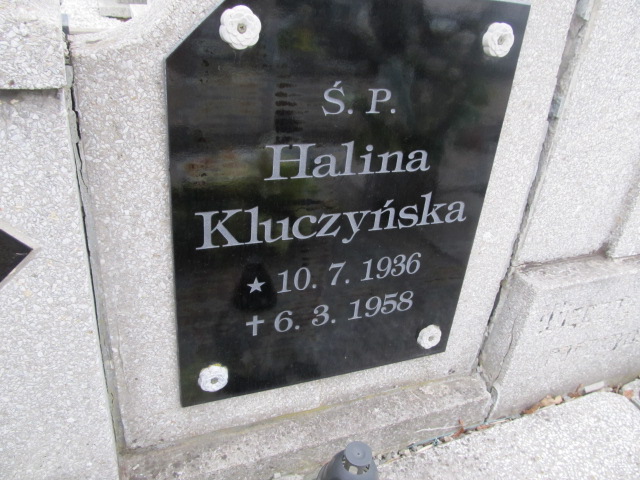 Ś. P.
Halina
Kluczyńska
★ 10. 7. 1936
✝ 6. 3. 1958